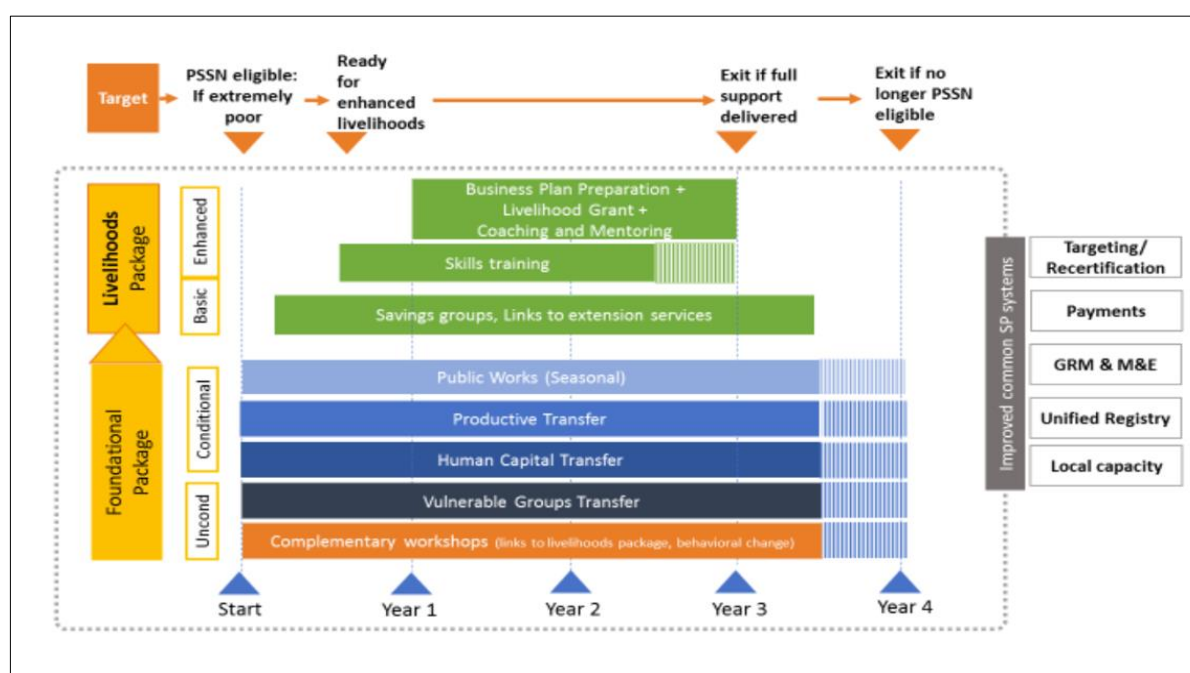 Target
PSSN eligible:
If extremely
poor
Ready
for
enhanced
livelihoods
Exit if full
support
delivered
Exit if no
longer PSSN
eligible
Livelihoods
Package
Enhanced
Basic
Business Plan Preparation +
Livelihood Grant +
Coaching and Mentoring
Skills training
Savings groups, Links to extension services
Foundational
Package
Conditional
Uncond
Public Works (Seasonal)
Productive Transfer
Human Capital Transfer
Vulnerable Groups Transfer
Complementary workshops (links to livelihoods package, behavioral change)
Start
Year 1
Year 2
Year 3
Year 4
Improved common SP systems
Targeting/
Recertification
Payments
GRM & M&E
Unified Registry
Local capacity